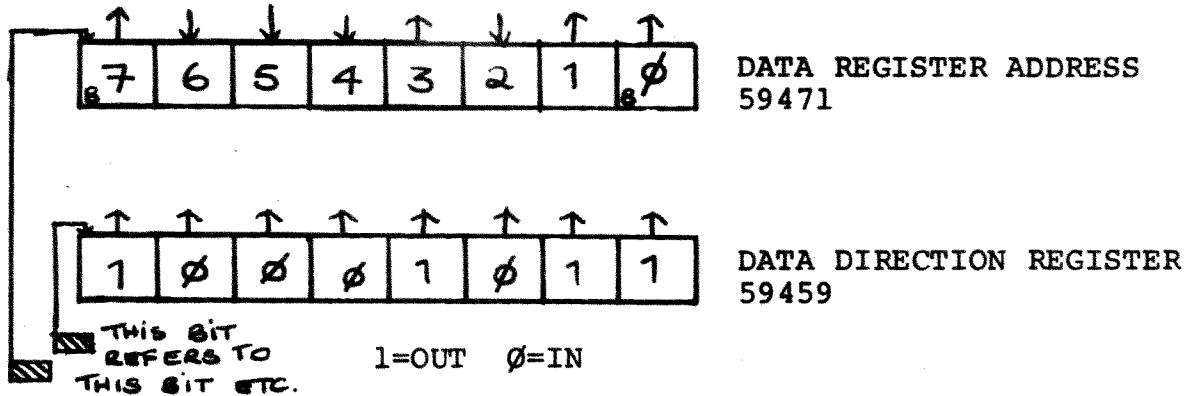 7 6 5 4 3 2 1 Ø
B B
DATA REGISTER ADDRESS
59471
1 Ø Ø Ø 1 Ø 1 1
DATA DIRECTION REGISTER
59459
THIS BIT
REFERS TO
THIS BIT ETC.
1=OUT Ø=IN